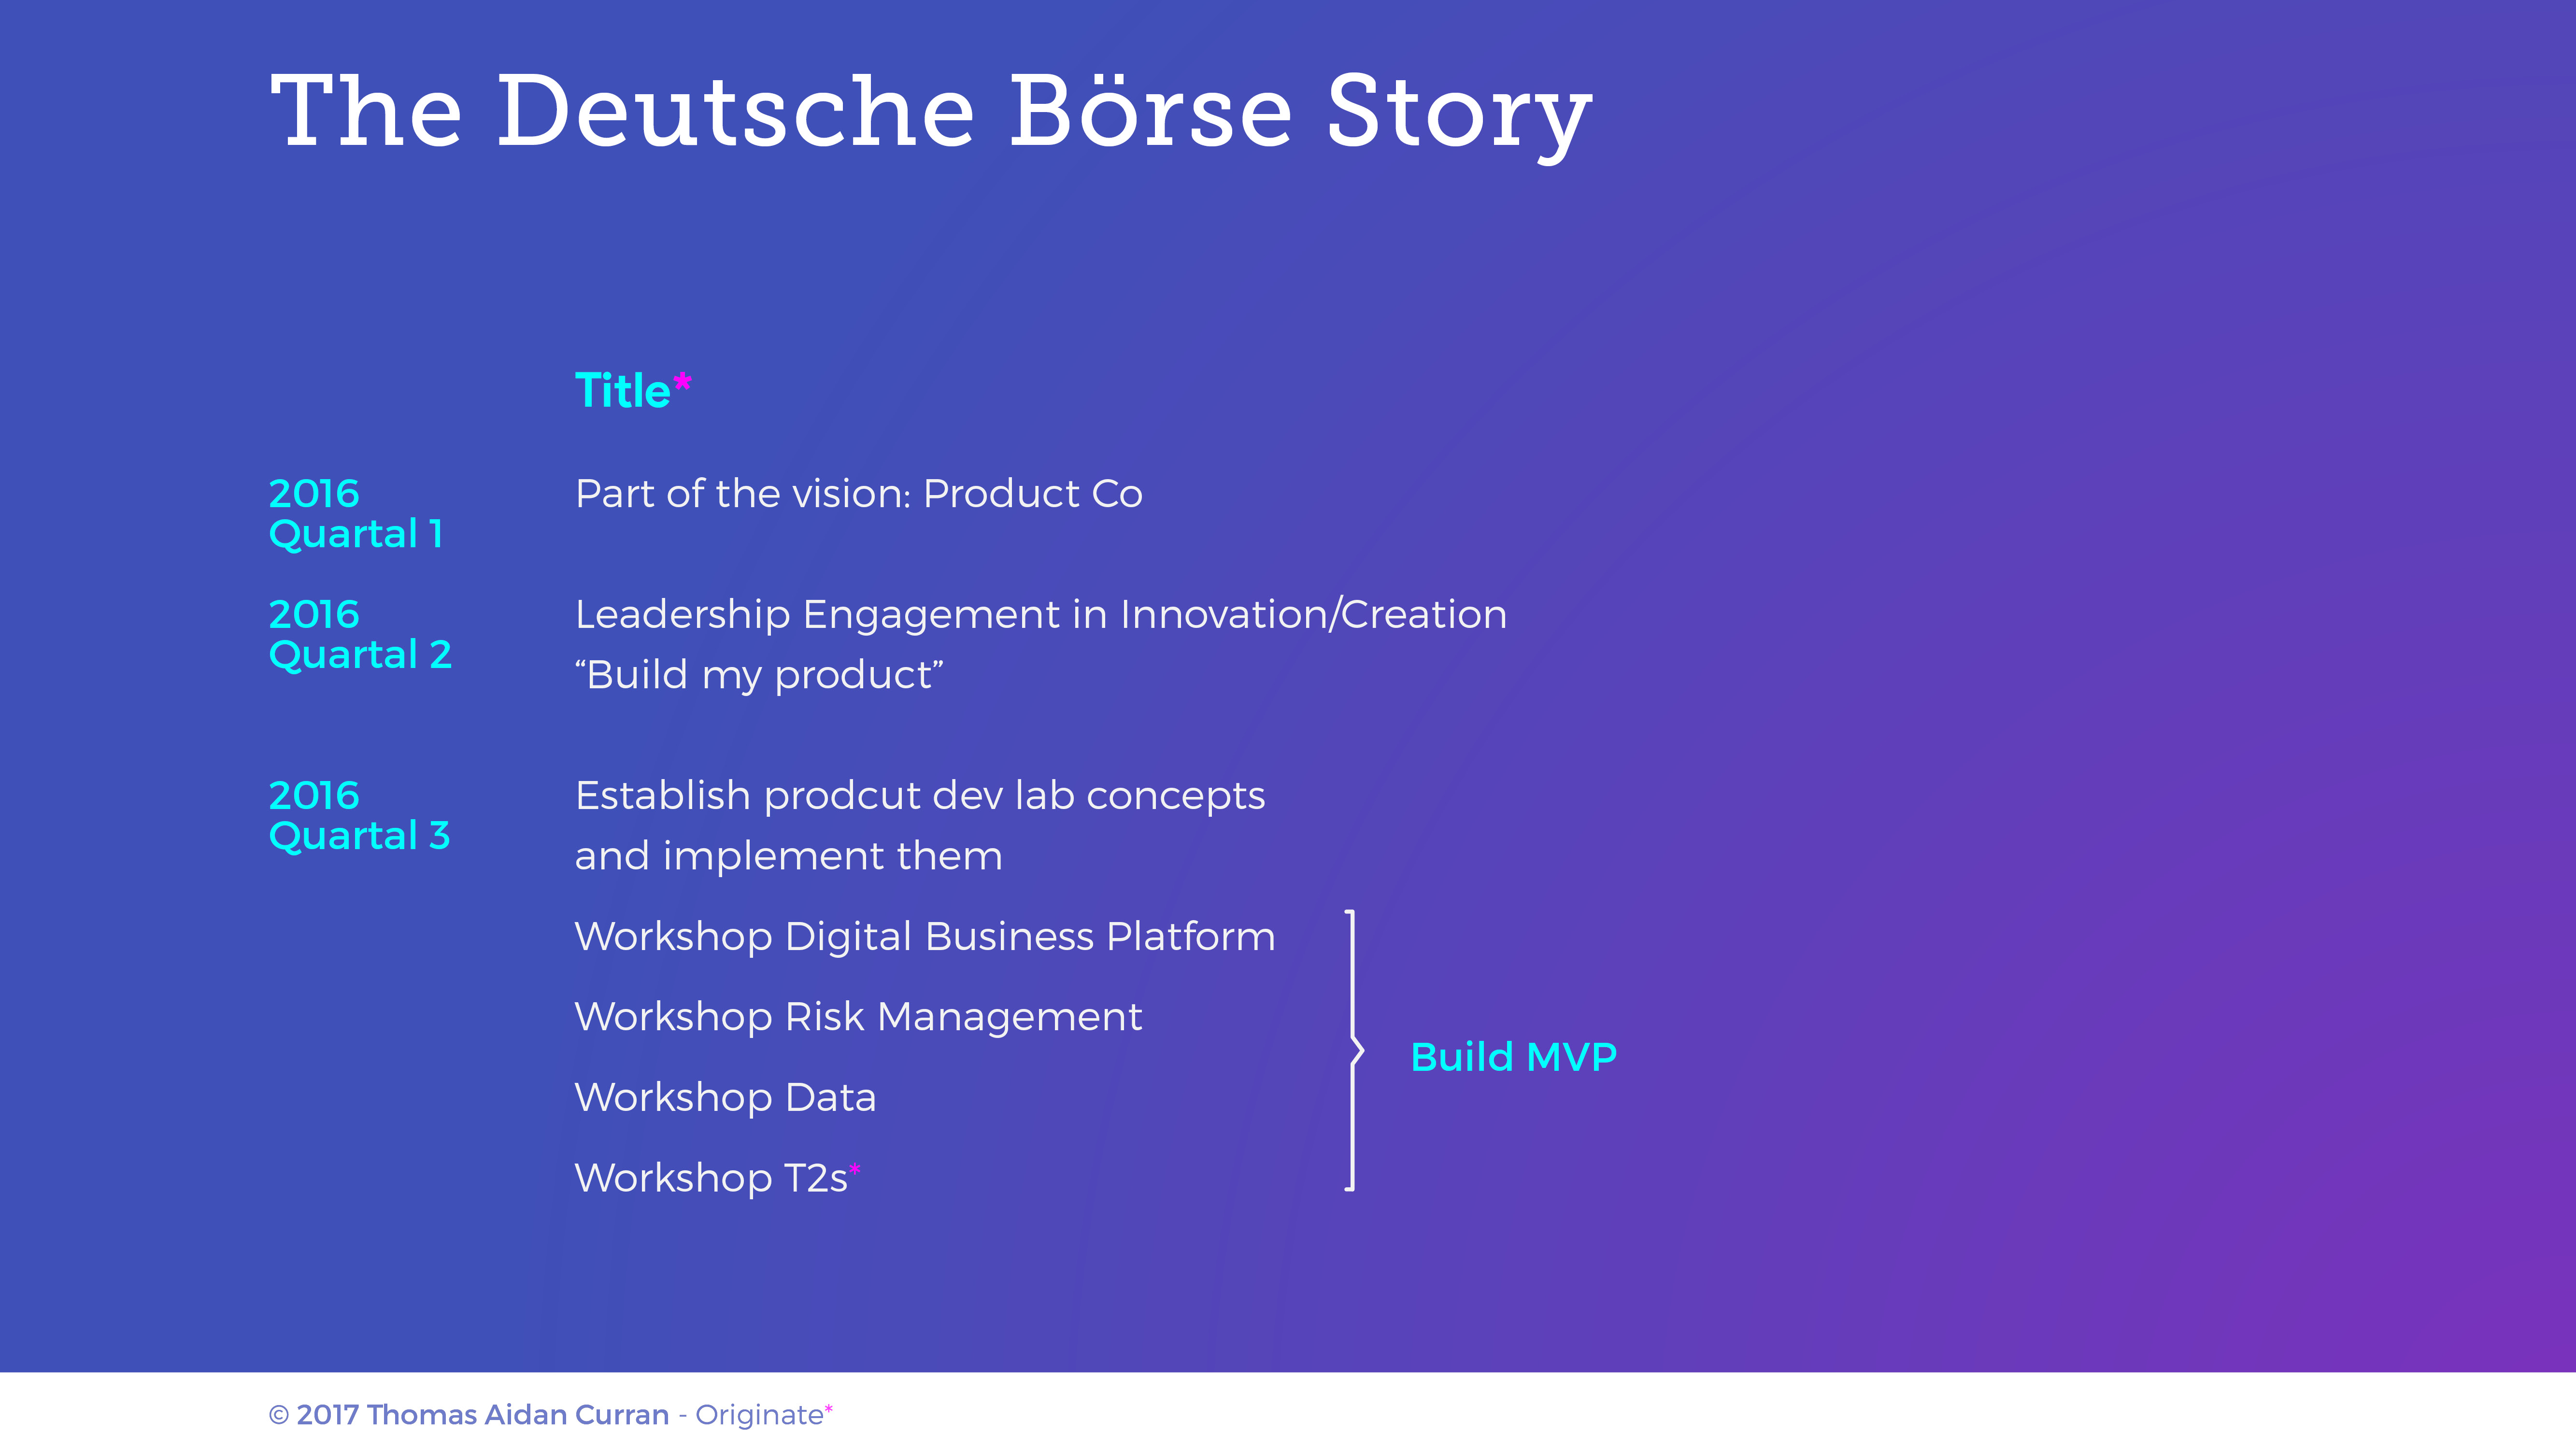 The Deutsche Börse Story
Title*
2016
Quartal 1
Part of the vision: Product Co
2016
Quartal 2
Leadership Engagement in Innovation/Creation
“Build my product”
2016
Quartal 3
Establish prodcut dev lab concepts
and implement them
Workshop Digital Business Platform
Workshop Risk Management
Workshop Data
Workshop T2s*
Build MVP
© 2017 Thomas Aidan Curran - Originate*